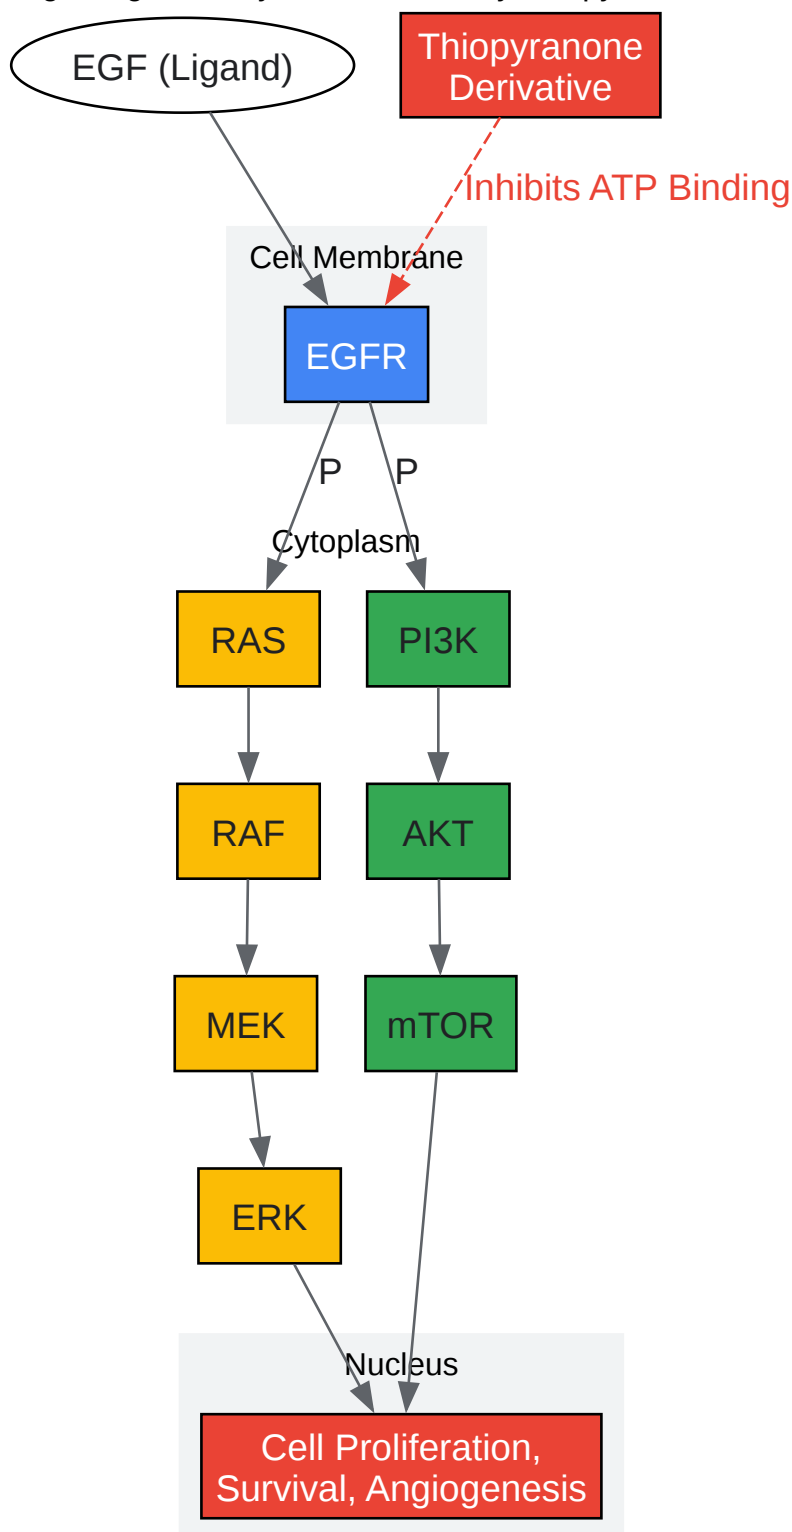 EGF (Ligand)
Thiopyranone
Derivative
Inhibits ATP Binding
Cell Membrane
EGFR
P
P
Cytoplasm
RAS
PI3K
RAF
AKT
MEK
mTOR
ERK
Nucleus
Cell Proliferation,
Survival, Angiogenesis